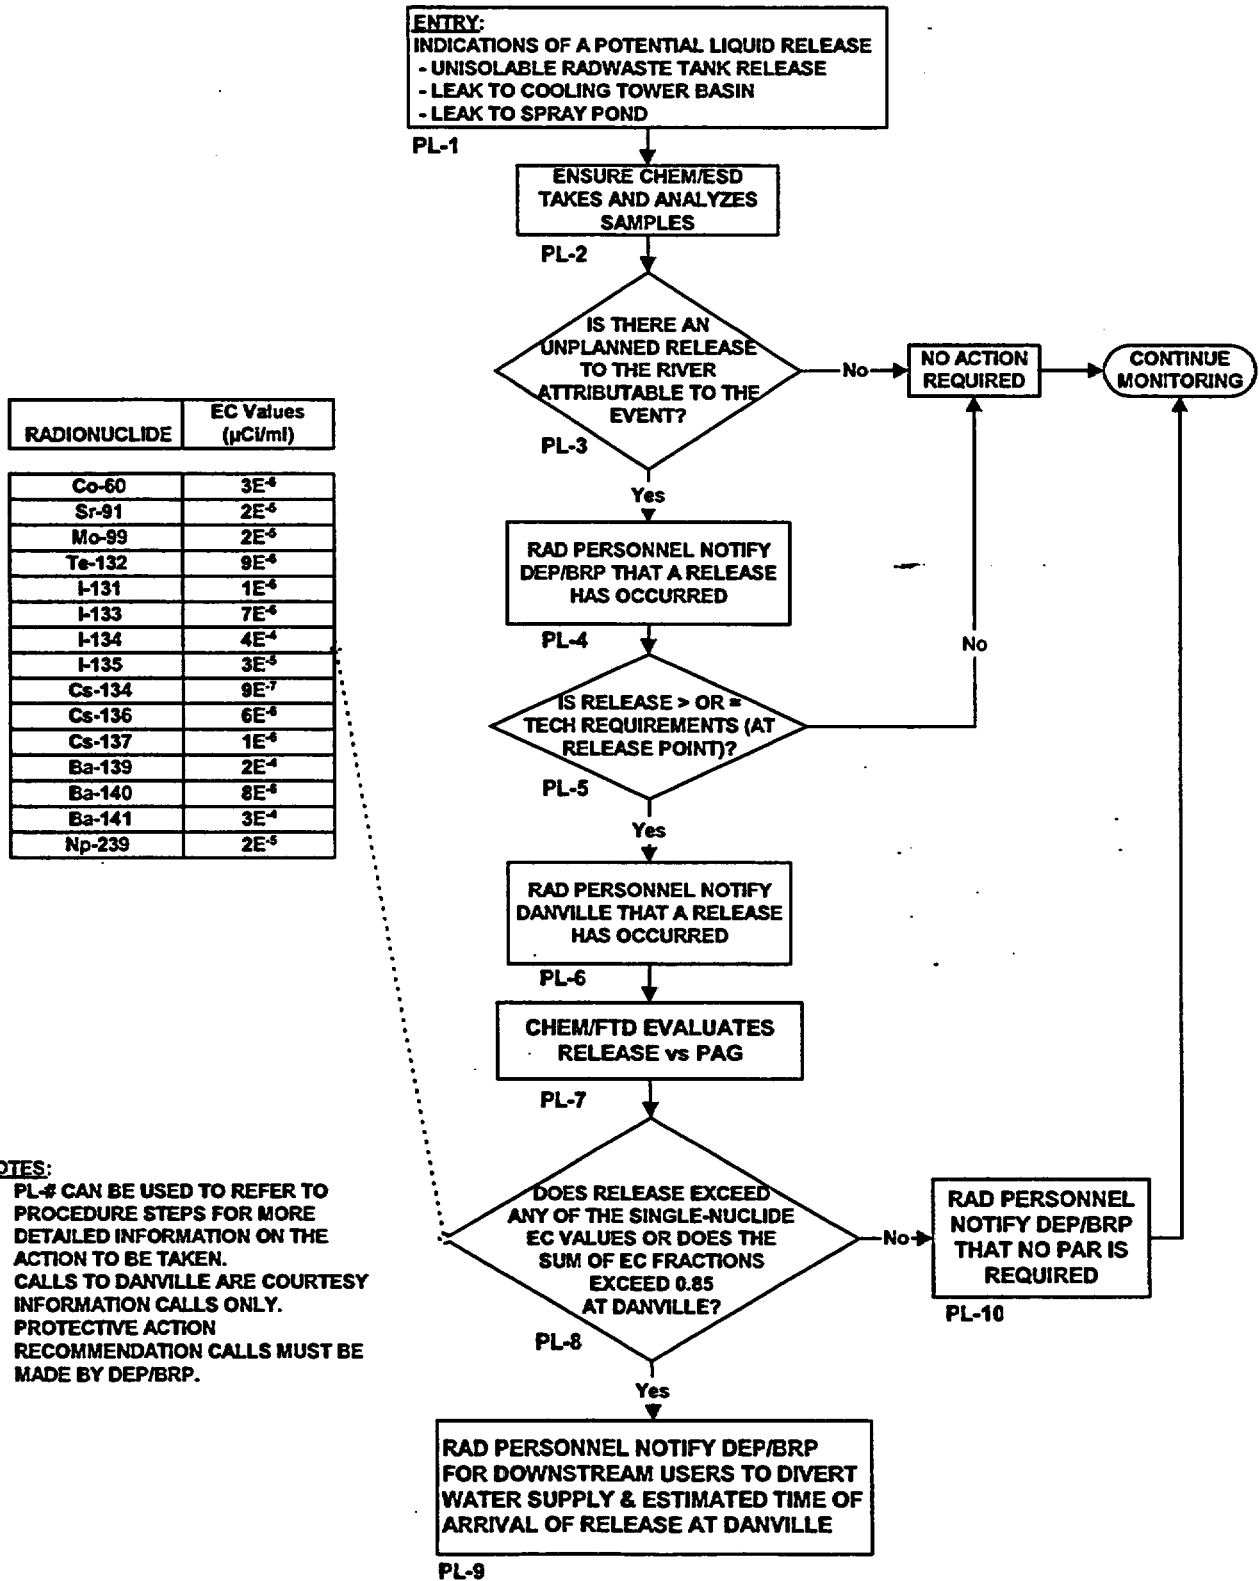 ENTRY:
INDICATIONS OF A POTENTIAL LIQUID RELEASE
- UNISOLABLE RADWASTE TANK RELEASE
- LEAK TO COOLING TOWER BASIN
- LEAK TO SPRAY POND
PL-1
ENSURE CHEM/ESD
TAKES AND ANALYZES
SAMPLES
PL-2
IS THERE AN
UNPLANNED RELEASE
TO THE RIVER
ATTRIBUTABLE TO THE
EVENT?
PL-3
No
NO ACTION
REQUIRED
CONTINUE
MONITORING
Yes
RAD PERSONNEL NOTIFY
DEP/BRP THAT A RELEASE
HAS OCCURRED
PL-4
No
IS RELEASE > OR =
TECH REQUIREMENTS (AT
RELEASE POINT)?
PL-5
Yes
RAD PERSONNEL NOTIFY
DANVILLE THAT A RELEASE
HAS OCCURRED
PL-6
CHEM/FTD EVALUATES
RELEASE vs PAG
PL-7
DOES RELEASE EXCEED
ANY OF THE SINGLE-NUCLIDE
EC VALUES OR DOES THE
SUM OF EC FRACTIONS
EXCEED 0.85
AT DANVILLE?
PL-8
No
RAD PERSONNEL
NOTIFY DEP/BRP
THAT NO PAR IS
REQUIRED
PL-10
Yes
RAD PERSONNEL NOTIFY DEP/BRP
FOR DOWNSTREAM USERS TO DIVERT
WATER SUPPLY & ESTIMATED TIME OF
ARRIVAL OF RELEASE AT DANVILLE
PL-9
RADIONUCLIDE EC Values (µCi/ml)
Co-60 3E-6
Sr-91 2E-5
Mo-99 2E-5
Te-132 9E-6
I-131 1E-6
I-133 7E-6
I-134 4E-4
I-135 3E-5
Cs-134 9E-7
Cs-136 6E-6
Cs-137 1E-6
Ba-139 2E-4
Ba-140 8E-6
Ba-141 3E-4
Np-239 2E-5
OTES:
PL-# CAN BE USED TO REFER TO
PROCEDURE STEPS FOR MORE
DETAILED INFORMATION ON THE
ACTION TO BE TAKEN.
CALLS TO DANVILLE ARE COURTESY
INFORMATION CALLS ONLY.
PROTECTIVE ACTION
RECOMMENDATION CALLS MUST BE
MADE BY DEP/BRP.